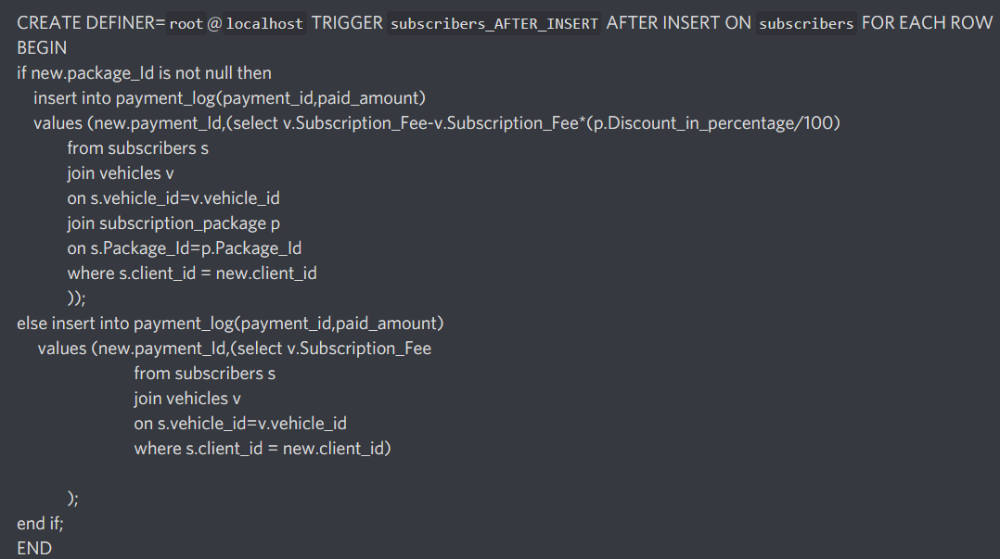 CREATE DEFINER=root@localhost TRIGGER subscribers_AFTER_INSERT AFTER INSERT ON subscribers FOR EACH ROW
BEGIN
if new.package_Id is not null then
insert into payment_log(payment_id,paid_amount)
values (new.payment_Id,(select v.Subscription_Fee-v.Subscription_Fee*(p.Discount_in_percentage/100)
from subscribers s
join vehicles v
on s.vehicle_id=v.vehicle_id
join subscription_package p
on s.Package_Id=p.Package_Id
where s.client_id = new.client_id
));
else insert into payment_log(payment_id,paid_amount)
values (new.payment_Id,(select v.Subscription_Fee
from subscribers s
join vehicles v
on s.vehicle_id=v.vehicle_id
where s.client_id = new.client_id)
);
end if;
END